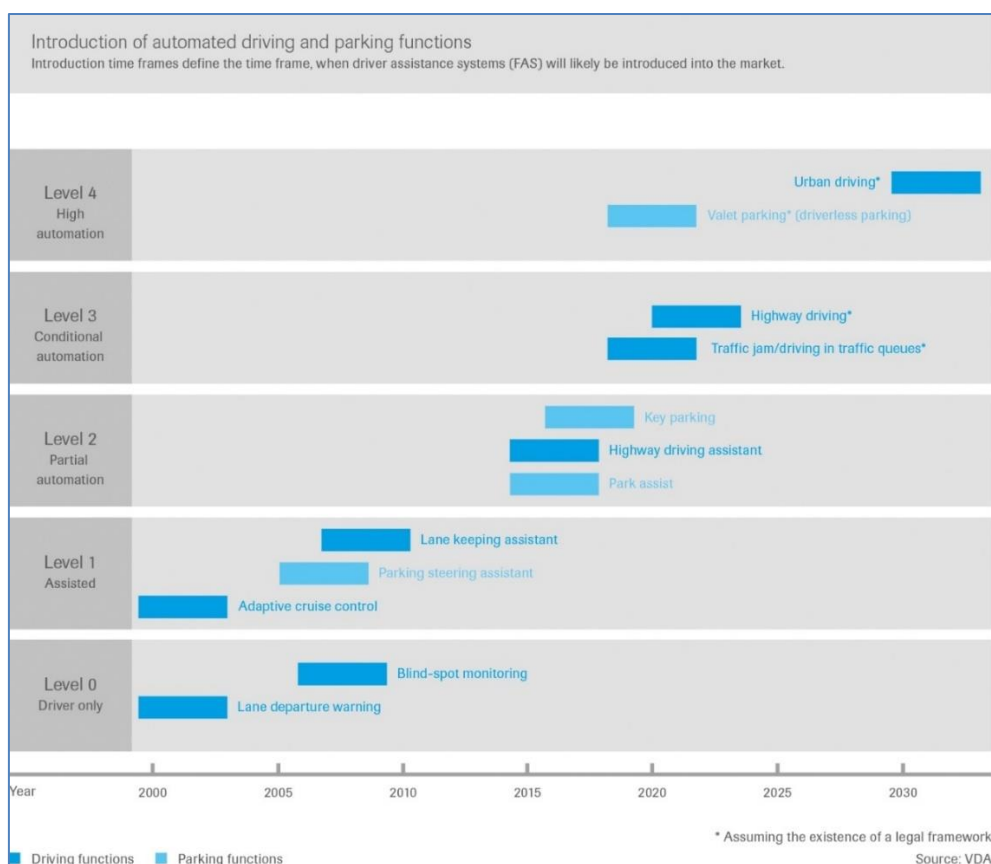 Introduction of automated driving and parking functions
Introduction time frames define the time frame, when driver assistance systems (FAS) will likely be introduced into the market.
Level 4
High
automation
Urban driving*
Valet parking* (driverless parking)
Level 3
Conditional
automation
Highway driving*
Traffic jam/driving in traffic queues*
Level 2
Partial
automation
Key parking
Highway driving assistant
Park assist
Level 1
Assisted
Lane keeping assistant
Parking steering assistant
Adaptive cruise control
Level 0
Driver only
Blind-spot monitoring
Lane departure warning
Year 2000 2005 2010 2015 2020 2025 2030
* Assuming the existence of a legal framework
Driving functions Parking functions Source: VDA